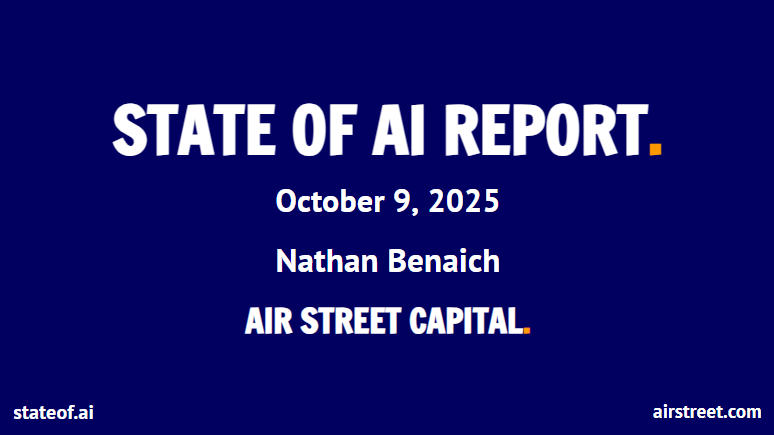 STATE OF AI REPORT.
October 9, 2025
Nathan Benaich
AIR STREET CAPITAL.
stateof.ai
airstreet.com